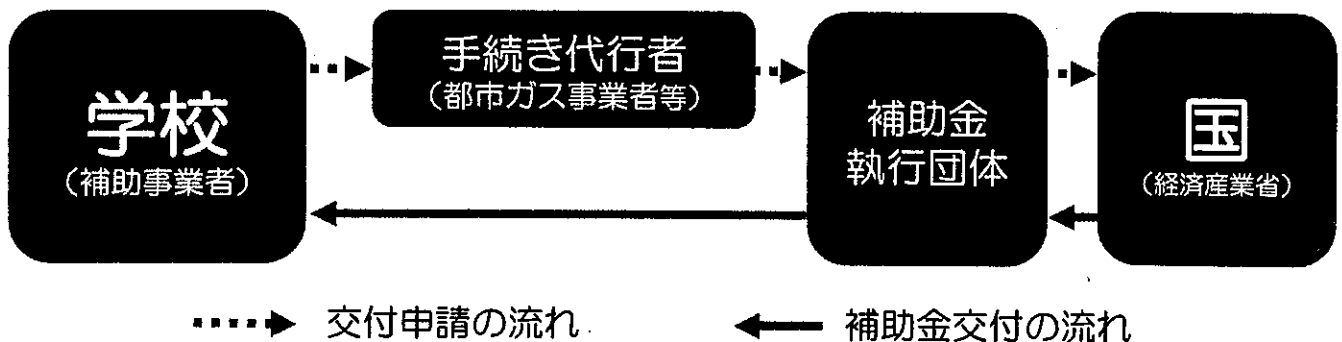 学校
（補助事業者）
手続き代行者
（都市ガス事業者等）
補助金
執行団体
国
（経済産業省）
交付申請の流れ
補助金交付の流れ